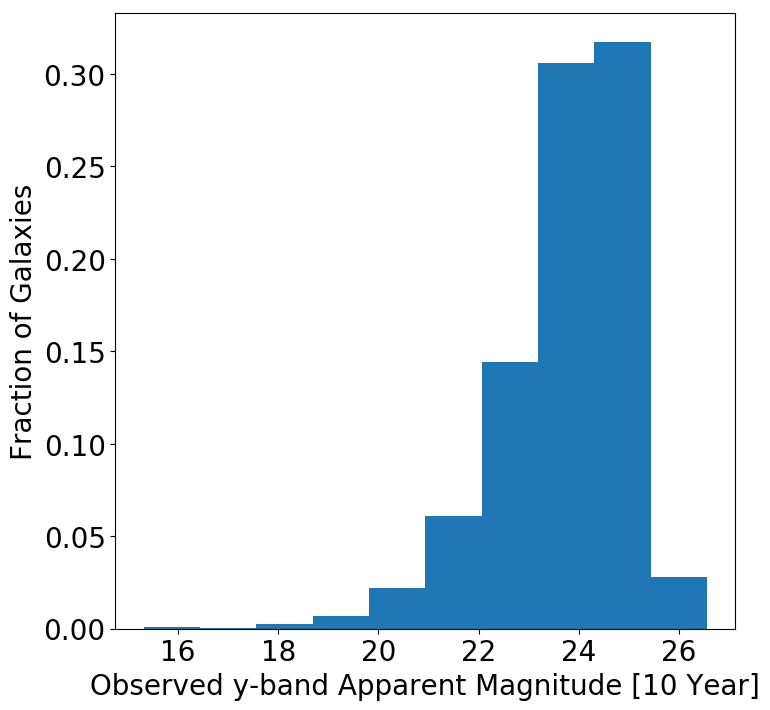 0.30
0.25
0.20
0.15
0.10
0.05
0.00
Fraction of Galaxies
16 18 20 22 24 26
Observed y-band Apparent Magnitude [10 Year]